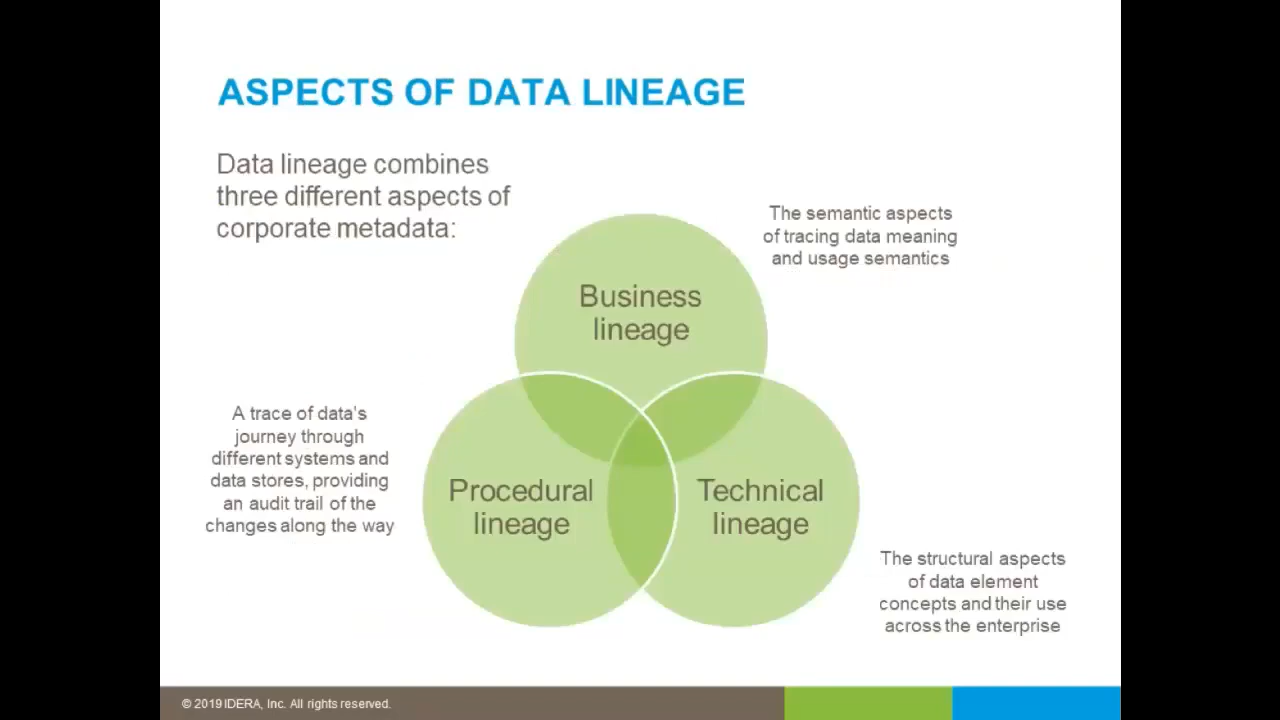 ASPECTS OF DATA LINEAGE
Data lineage combines
three different aspects of
corporate metadata:
The semantic aspects
of tracing data meaning
and usage semantics
Business
lineage
A trace of data's
journey through
different systems and
data stores, providing
an audit trail of the
changes along the way
Procedural
lineage
Technical
lineage
The structural aspects
of data element
concepts and their use
across the enterprise
© 2019 IDERA, Inc. All rights reserved.